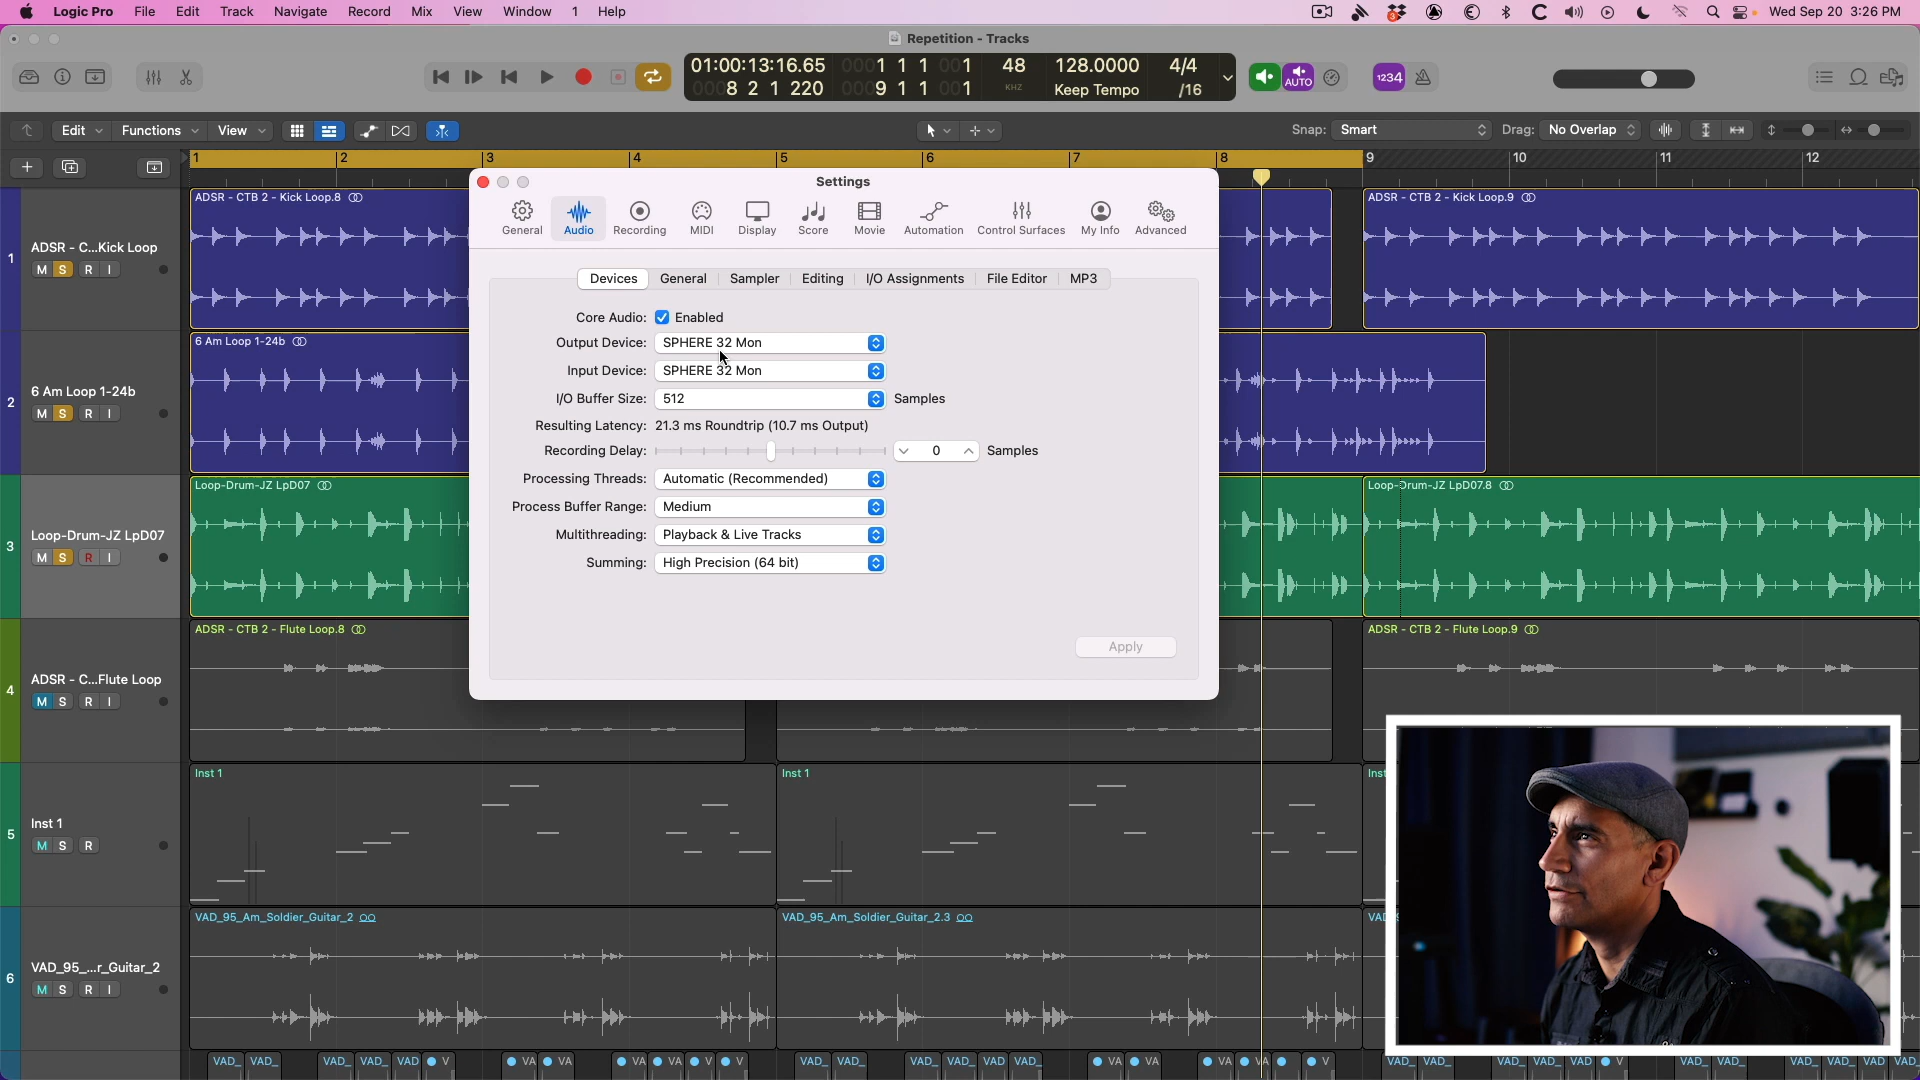 Logic Pro File Edit Track Navigate Record Mix View Window 1 Help
3
Wed Sep 20 3:26 PM
Repetition - Tracks
01:00:13:16.65 0001 1 1 001 48 128.0000 4/4
0008 2 1 220 0009 1 1 001 KHZ Keep Tempo /16
AUTO
1234
Edit Functions View
Snap: Smart Drag: No Overlap
1 2 3 4 5 6 7 8 9 10 11 12
Settings
General Audio Recording MIDI Display Score Movie Automation Control Surfaces My Info Advanced
Devices General Sampler Editing I/O Assignments File Editor MP3
Core Audio: Enabled
Output Device: SPHERE 32 Mon
Input Device: SPHERE 32 Mon
I/O Buffer Size: 512 Samples
Resulting Latency: 21.3 ms Roundtrip (10.7 ms Output)
Recording Delay: 0 Samples
Processing Threads: Automatic (Recommended)
Process Buffer Range: Medium
Multithreading: Playback & Live Tracks
Summing: High Precision (64 bit)
Apply
1
ADSR - C...Kick Loop
M S R I
ADSR - CTB 2 - Kick Loop.8
ADSR - CTB 2 - Kick Loop.9
2
6 Am Loop 1-24b
M S R I
6 Am Loop 1-24b
3
Loop-Drum-JZ LpD07
M S R I
Loop-Drum-JZ LpD07
Loop-Drum-JZ LpD07.8
4
ADSR - C...Flute Loop
M S R I
ADSR - CTB 2 - Flute Loop.8
ADSR - CTB 2 - Flute Loop.9
5
Inst 1
M S R
Inst 1
Inst 1
Inst
6
VAD_95_...r_Guitar_2
M S R I
VAD_95_Am_Soldier_Guitar_2
VAD_95_Am_Soldier_Guitar_2.3
VAD_ VAD_ VAD_ VAD_ VAD V VA VA VA VA V V VAD_ VAD_ VAD_ VAD_ VAD VAD_ VA VA VA VA V VAD_ VAD_ VAD_ VAD_ VAD V VAD_ VAD_ VAD_ VAD_ VAD VAD_